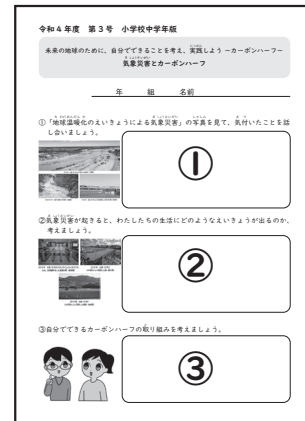 令和4年度 第3号 小学校中学年版
未来の地球のために、自分でできることを考え、実践しよう ～カーボンハーフ～
気象災害とカーボンハーフ
年 組 名前
①「地球温暖化のえいきょうによる気象災害」の写真を見て、気付いたことを話
し合いましょう。
①
②気象災害が起きると、わたしたちの生活にどのようなえいきょうが出るのか、
考えましょう。
②
③自分でできるカーボンハーフの取り組みを考えましょう。
③